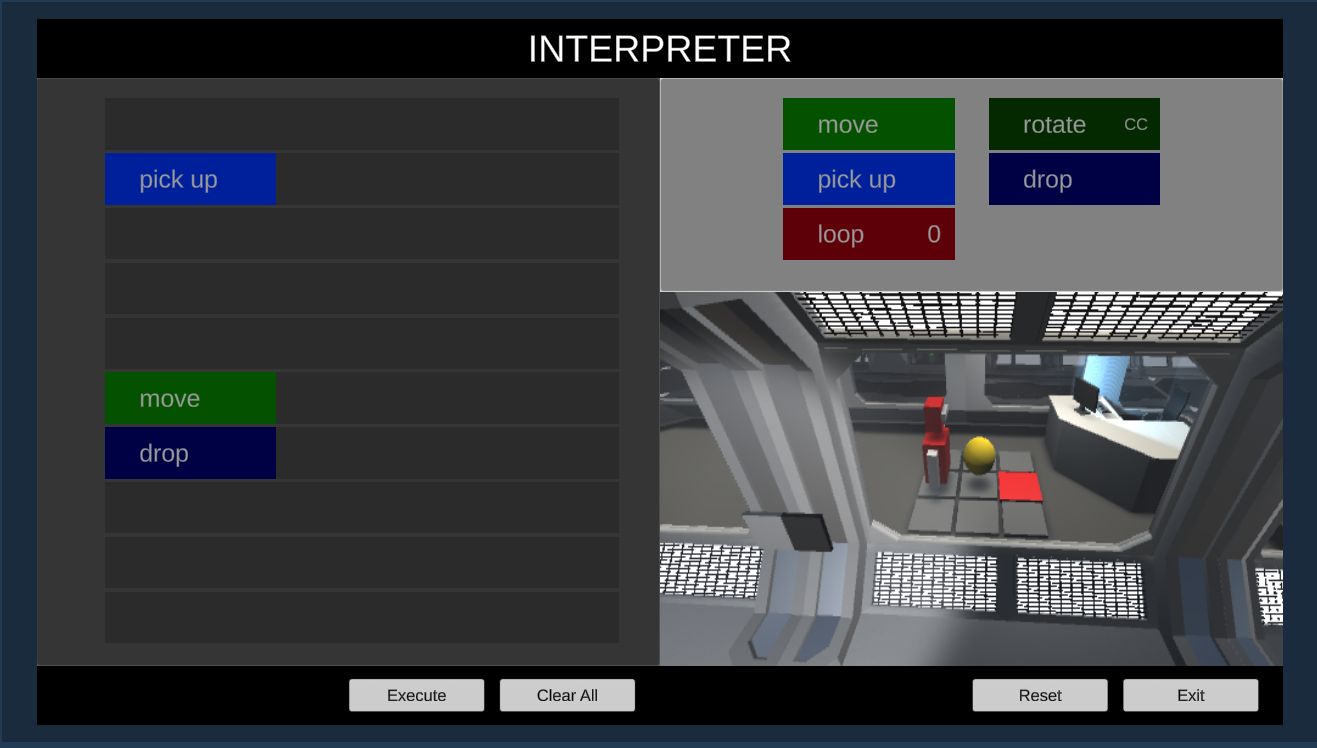 INTERPRETER
pick up
move
drop
move
rotate CC
pick up
drop
loop 0
Execute
Clear All
Reset
Exit